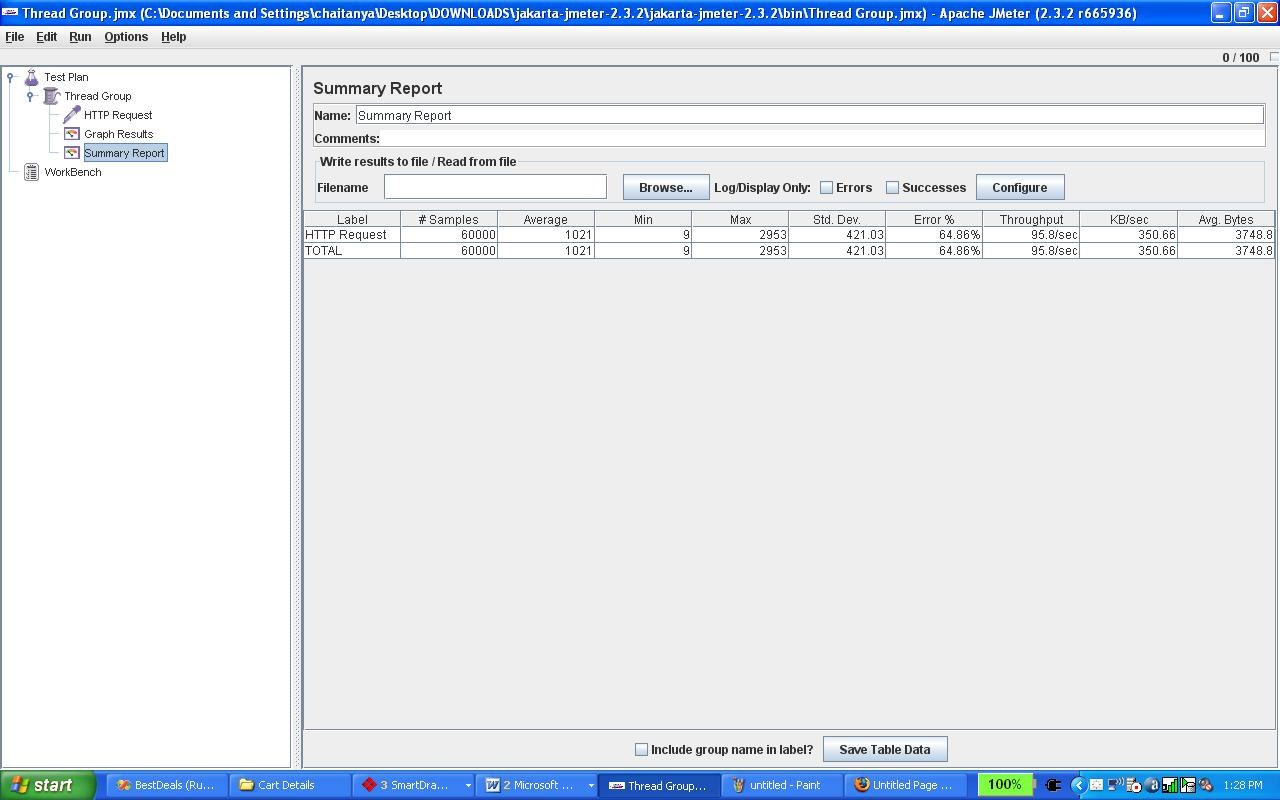 Thread Group.jmx (C:\Documents and Settings\chaitanya\Desktop\DOWNLOADS\jakarta-jmeter-2.3.2\jakarta-jmeter-2.3.2\bin\Thread Group.jmx) - Apache JMeter (2.3.2 r665936)
File Edit Run Options Help
0 / 100
Test Plan
Thread Group
HTTP Request
Graph Results
Summary Report
WorkBench
Summary Report
Name: Summary Report
Comments:
Write results to file / Read from file
Filename Browse... Log/Display Only: Errors Successes Configure
Label # Samples Average Min Max Std. Dev. Error % Throughput KB/sec Avg. Bytes
HTTP Request 60000 1021 9 2953 421.03 64.86% 95.8/sec 350.66 3748.8
TOTAL 60000 1021 9 2953 421.03 64.86% 95.8/sec 350.66 3748.8
Include group name in label? Save Table Data
start BestDeals (Ru... Cart Details 3 SmartDra... 2 Microsoft ... Thread Group... untitled - Paint Untitled Page ... 100% 1:28 PM